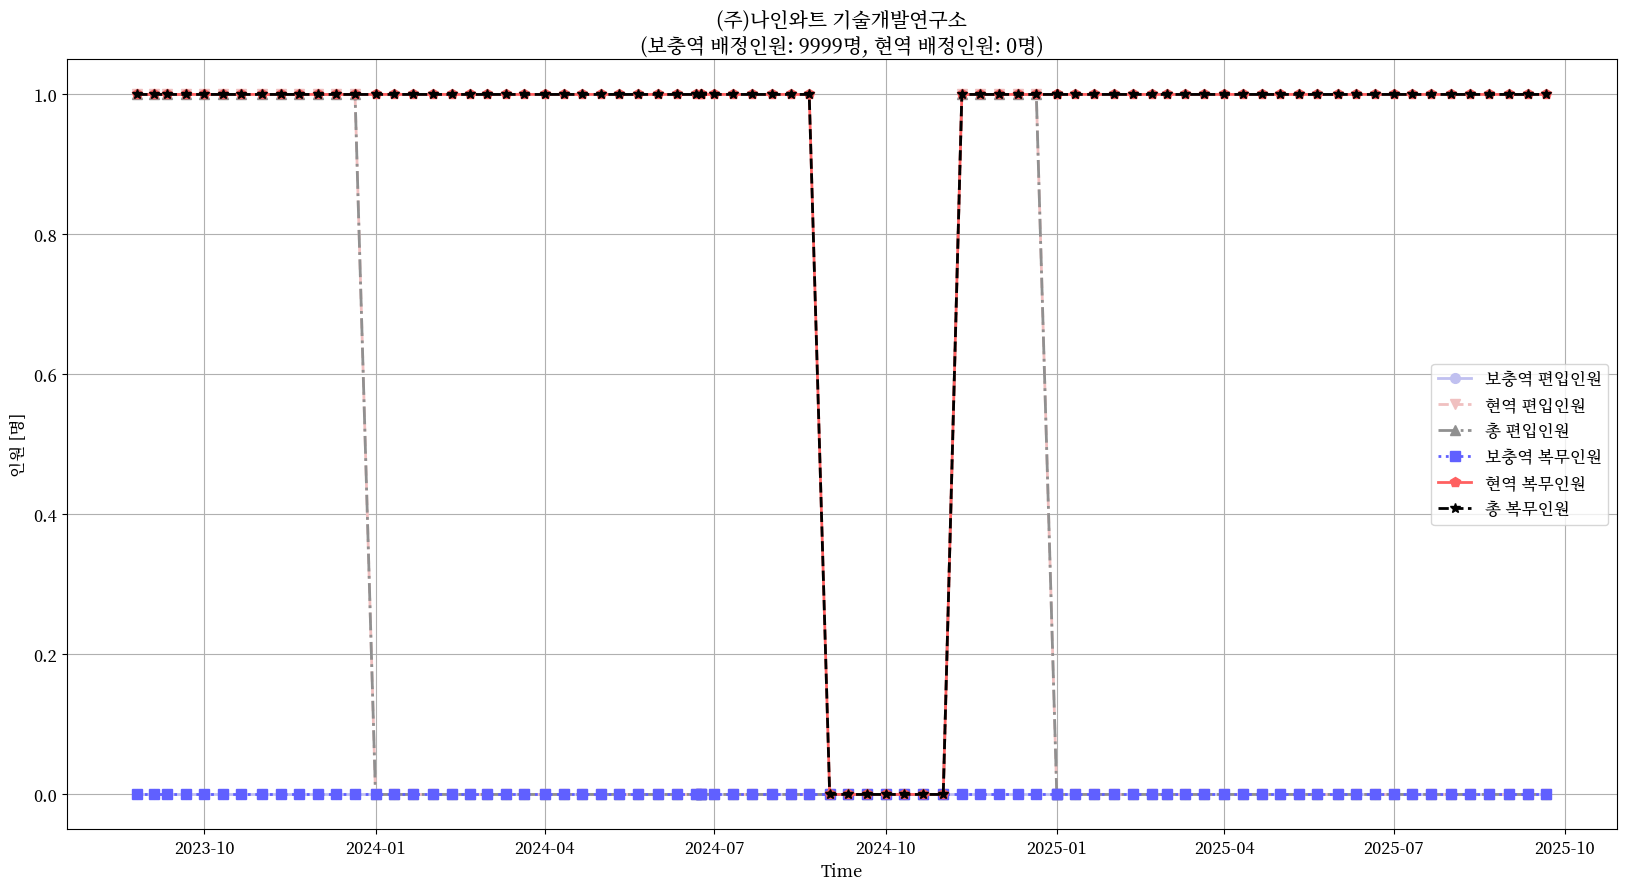 (주)나인와트 기술개발연구소
(보충역 배정인원: 9999명, 현역 배정인원: 0명)
1.0
0.8
0.6
0.4
0.2
0.0
인원 [명]
보충역 편입인원
현역 편입인원
총 편입인원
보충역 복무인원
현역 복무인원
총 복무인원
2023-10
2024-01
2024-04
2024-07
2024-10
2025-01
2025-04
2025-07
2025-10
Time